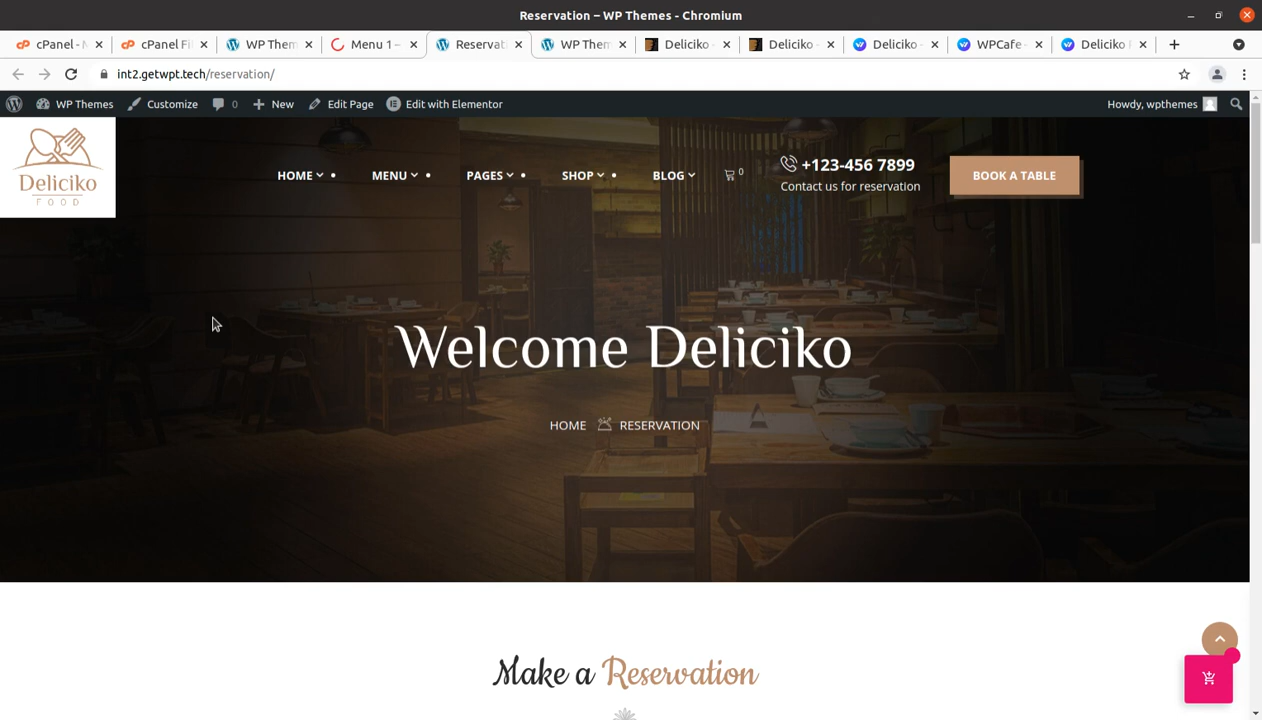 Reservation – WP Themes - Chromium
cPanel - M
cPanel Fi
WP Them
Menu 1 –
Reservat
WP Them
Deliciko
Deliciko -
Deliciko
WPCafe
Deliciko
int2.getwpt.tech/reservation/
WP Themes
Customize
0
New
Edit Page
Edit with Elementor
Howdy, wpthemes
Deliciko
FOOD
HOME
MENU
PAGES
SHOP
BLOG
0
+123-456 7899
Contact us for reservation
BOOK A TABLE
Welcome Deliciko
HOME
RESERVATION
Make a Reservation